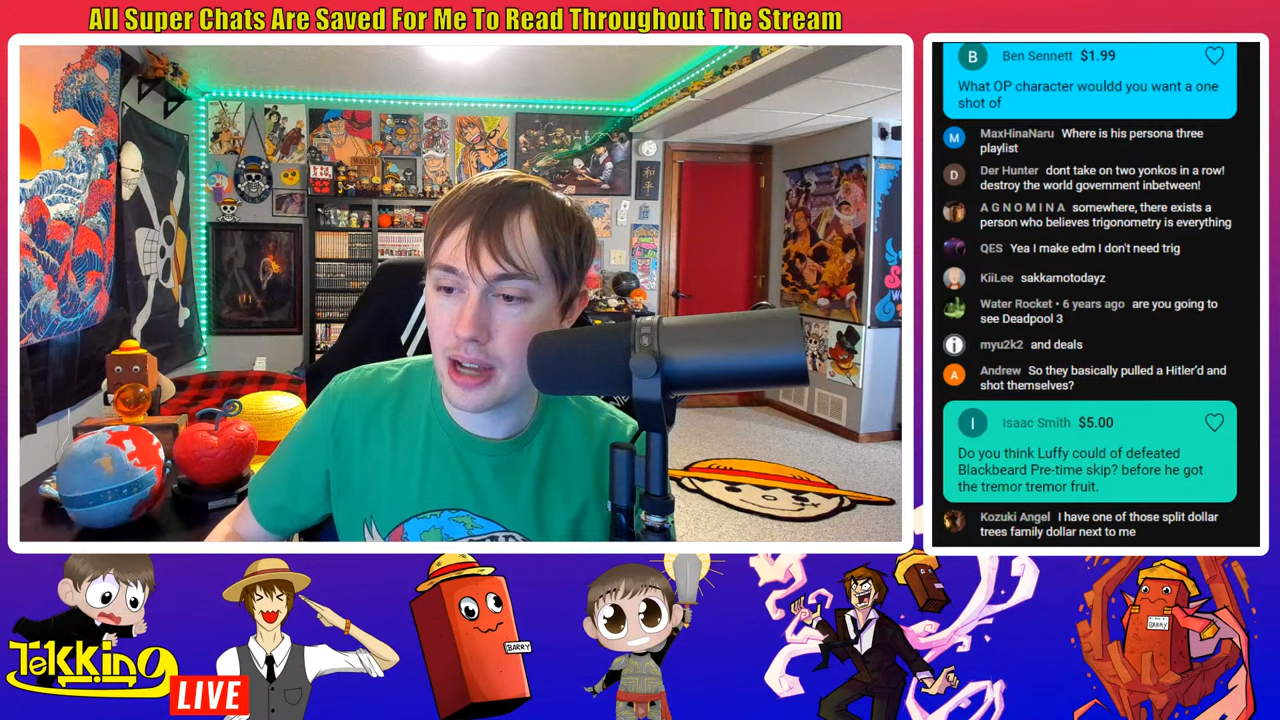 All Super Chats Are Saved For Me To Read Throughout The Stream
WANTED
B
Ben Sennett $1.99
What OP character wouldd you want a one
shot of
M
MaxHinaNaru Where is his persona three
playlist
D
Der Hunter dont take on two yonkos in a row!
destroy the world government inbetween!
A G N O M I N A somewhere, there exists a
person who believes trigonometry is everything
QES Yea I make edm I don't need trig
KiiLee sakkamotodayz
Water Rocket • 6 years ago are you going to
see Deadpool 3
myu2k2 and deals
A
Andrew So they basically pulled a Hitler'd and
shot themselves?
I
Isaac Smith $5.00
Do you think Luffy could of defeated
Blackbeard Pre-time skip? before he got
the tremor tremor fruit.
Kozuki Angel I have one of those split dollar
trees family dollar next to me
平和
TEKKING
LIVE
BARRY
BARRY